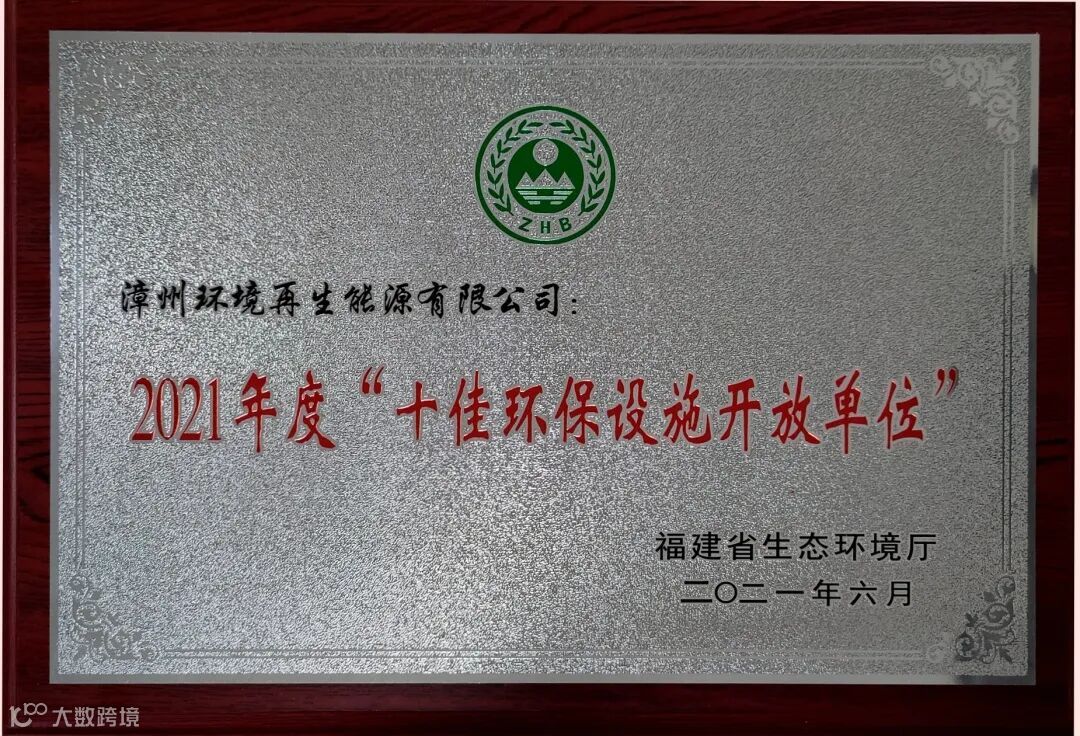 ZHB
漳州环境再生能源有限公司：
2021年度“十佳环保设施开放单位”
福建省生态环境厅
二〇二一年六月
大数跨境